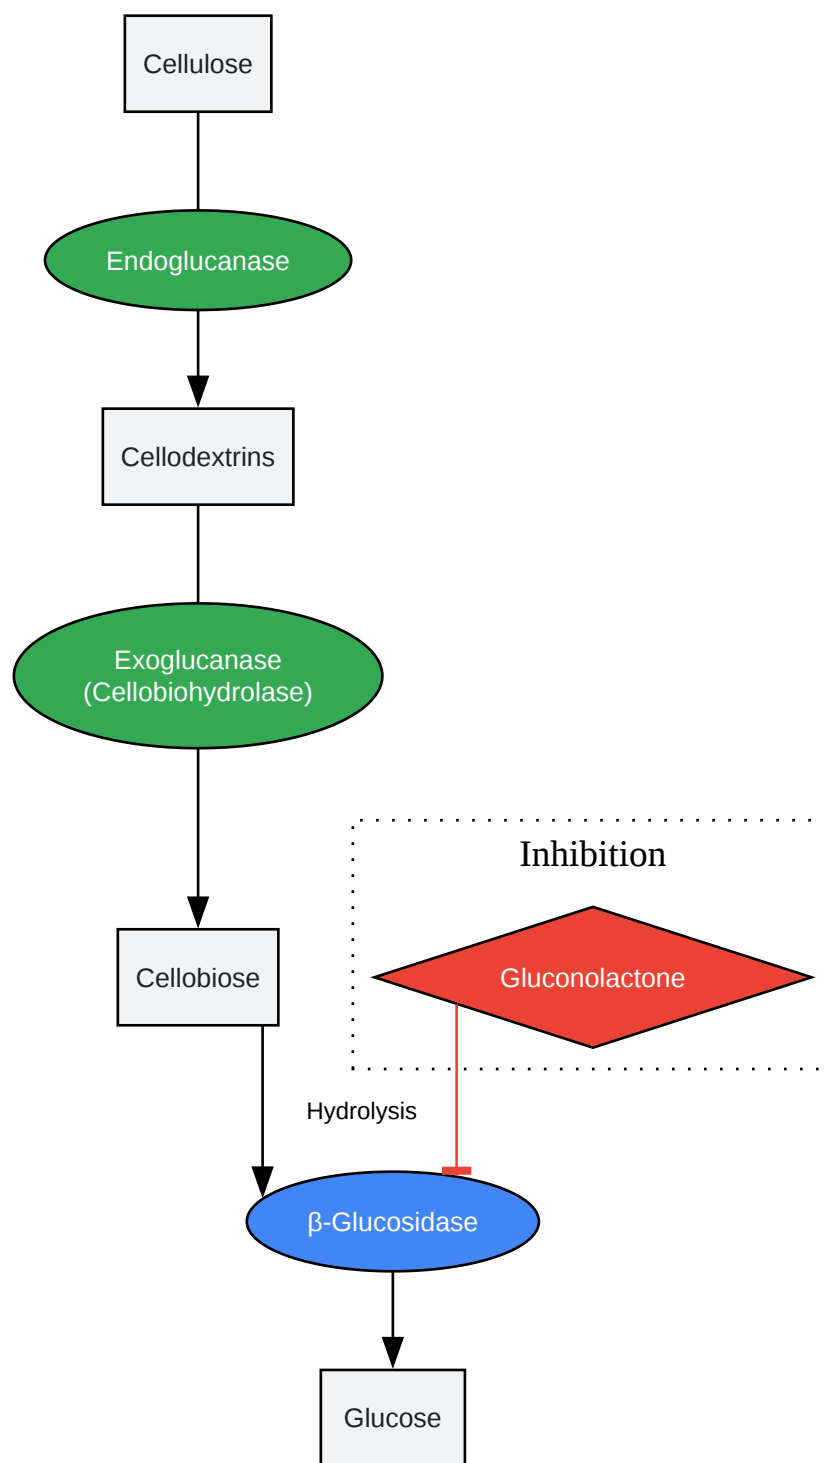 Cellulose
Endoglucanase
Cellodextrins
Exoglucanase
(Cellobiohydrolase)
Inhibition
Cellobiose
Gluconolactone
Hydrolysis
β-Glucosidase
Glucose